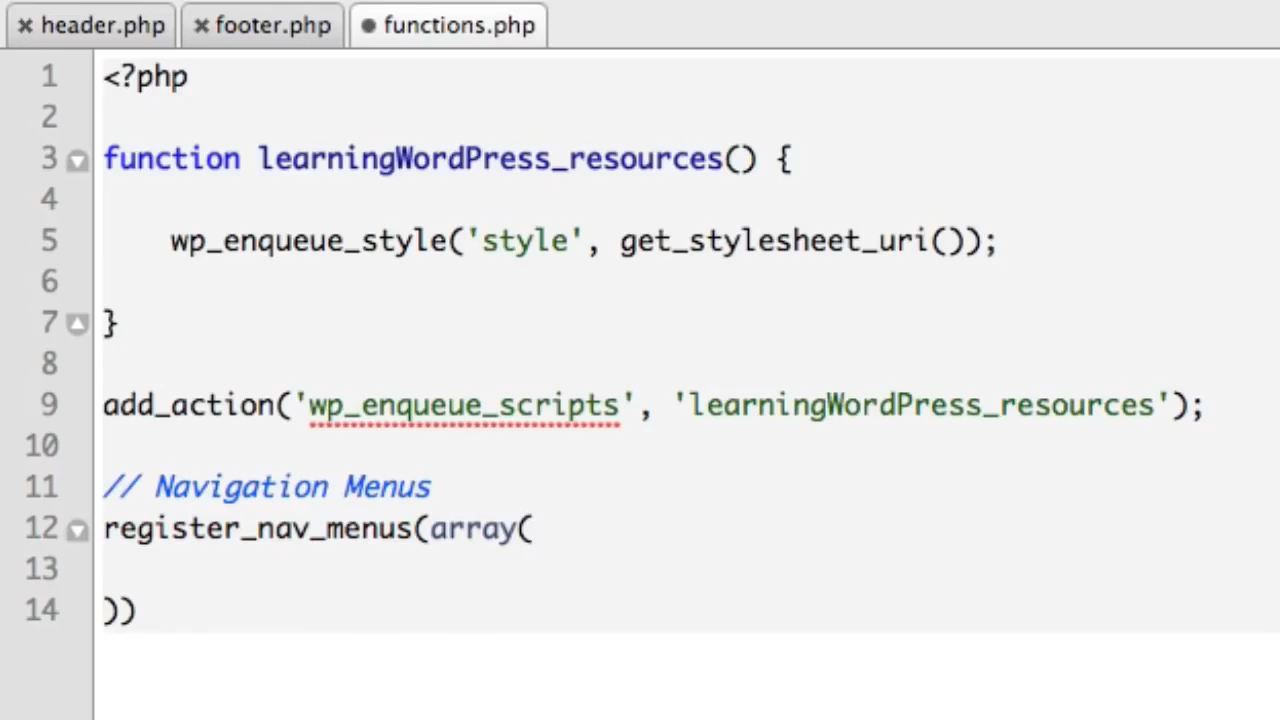 header.php footer.php functions.php
1 <?php
2
3 function learningWordPress_resources() {
4
5 wp_enqueue_style('style', get_stylesheet_uri());
6
7 }
8
9 add_action('wp_enqueue_scripts', 'learningWordPress_resources');
10
11 // Navigation Menus
12 register_nav_menus(array(
13
14 ))